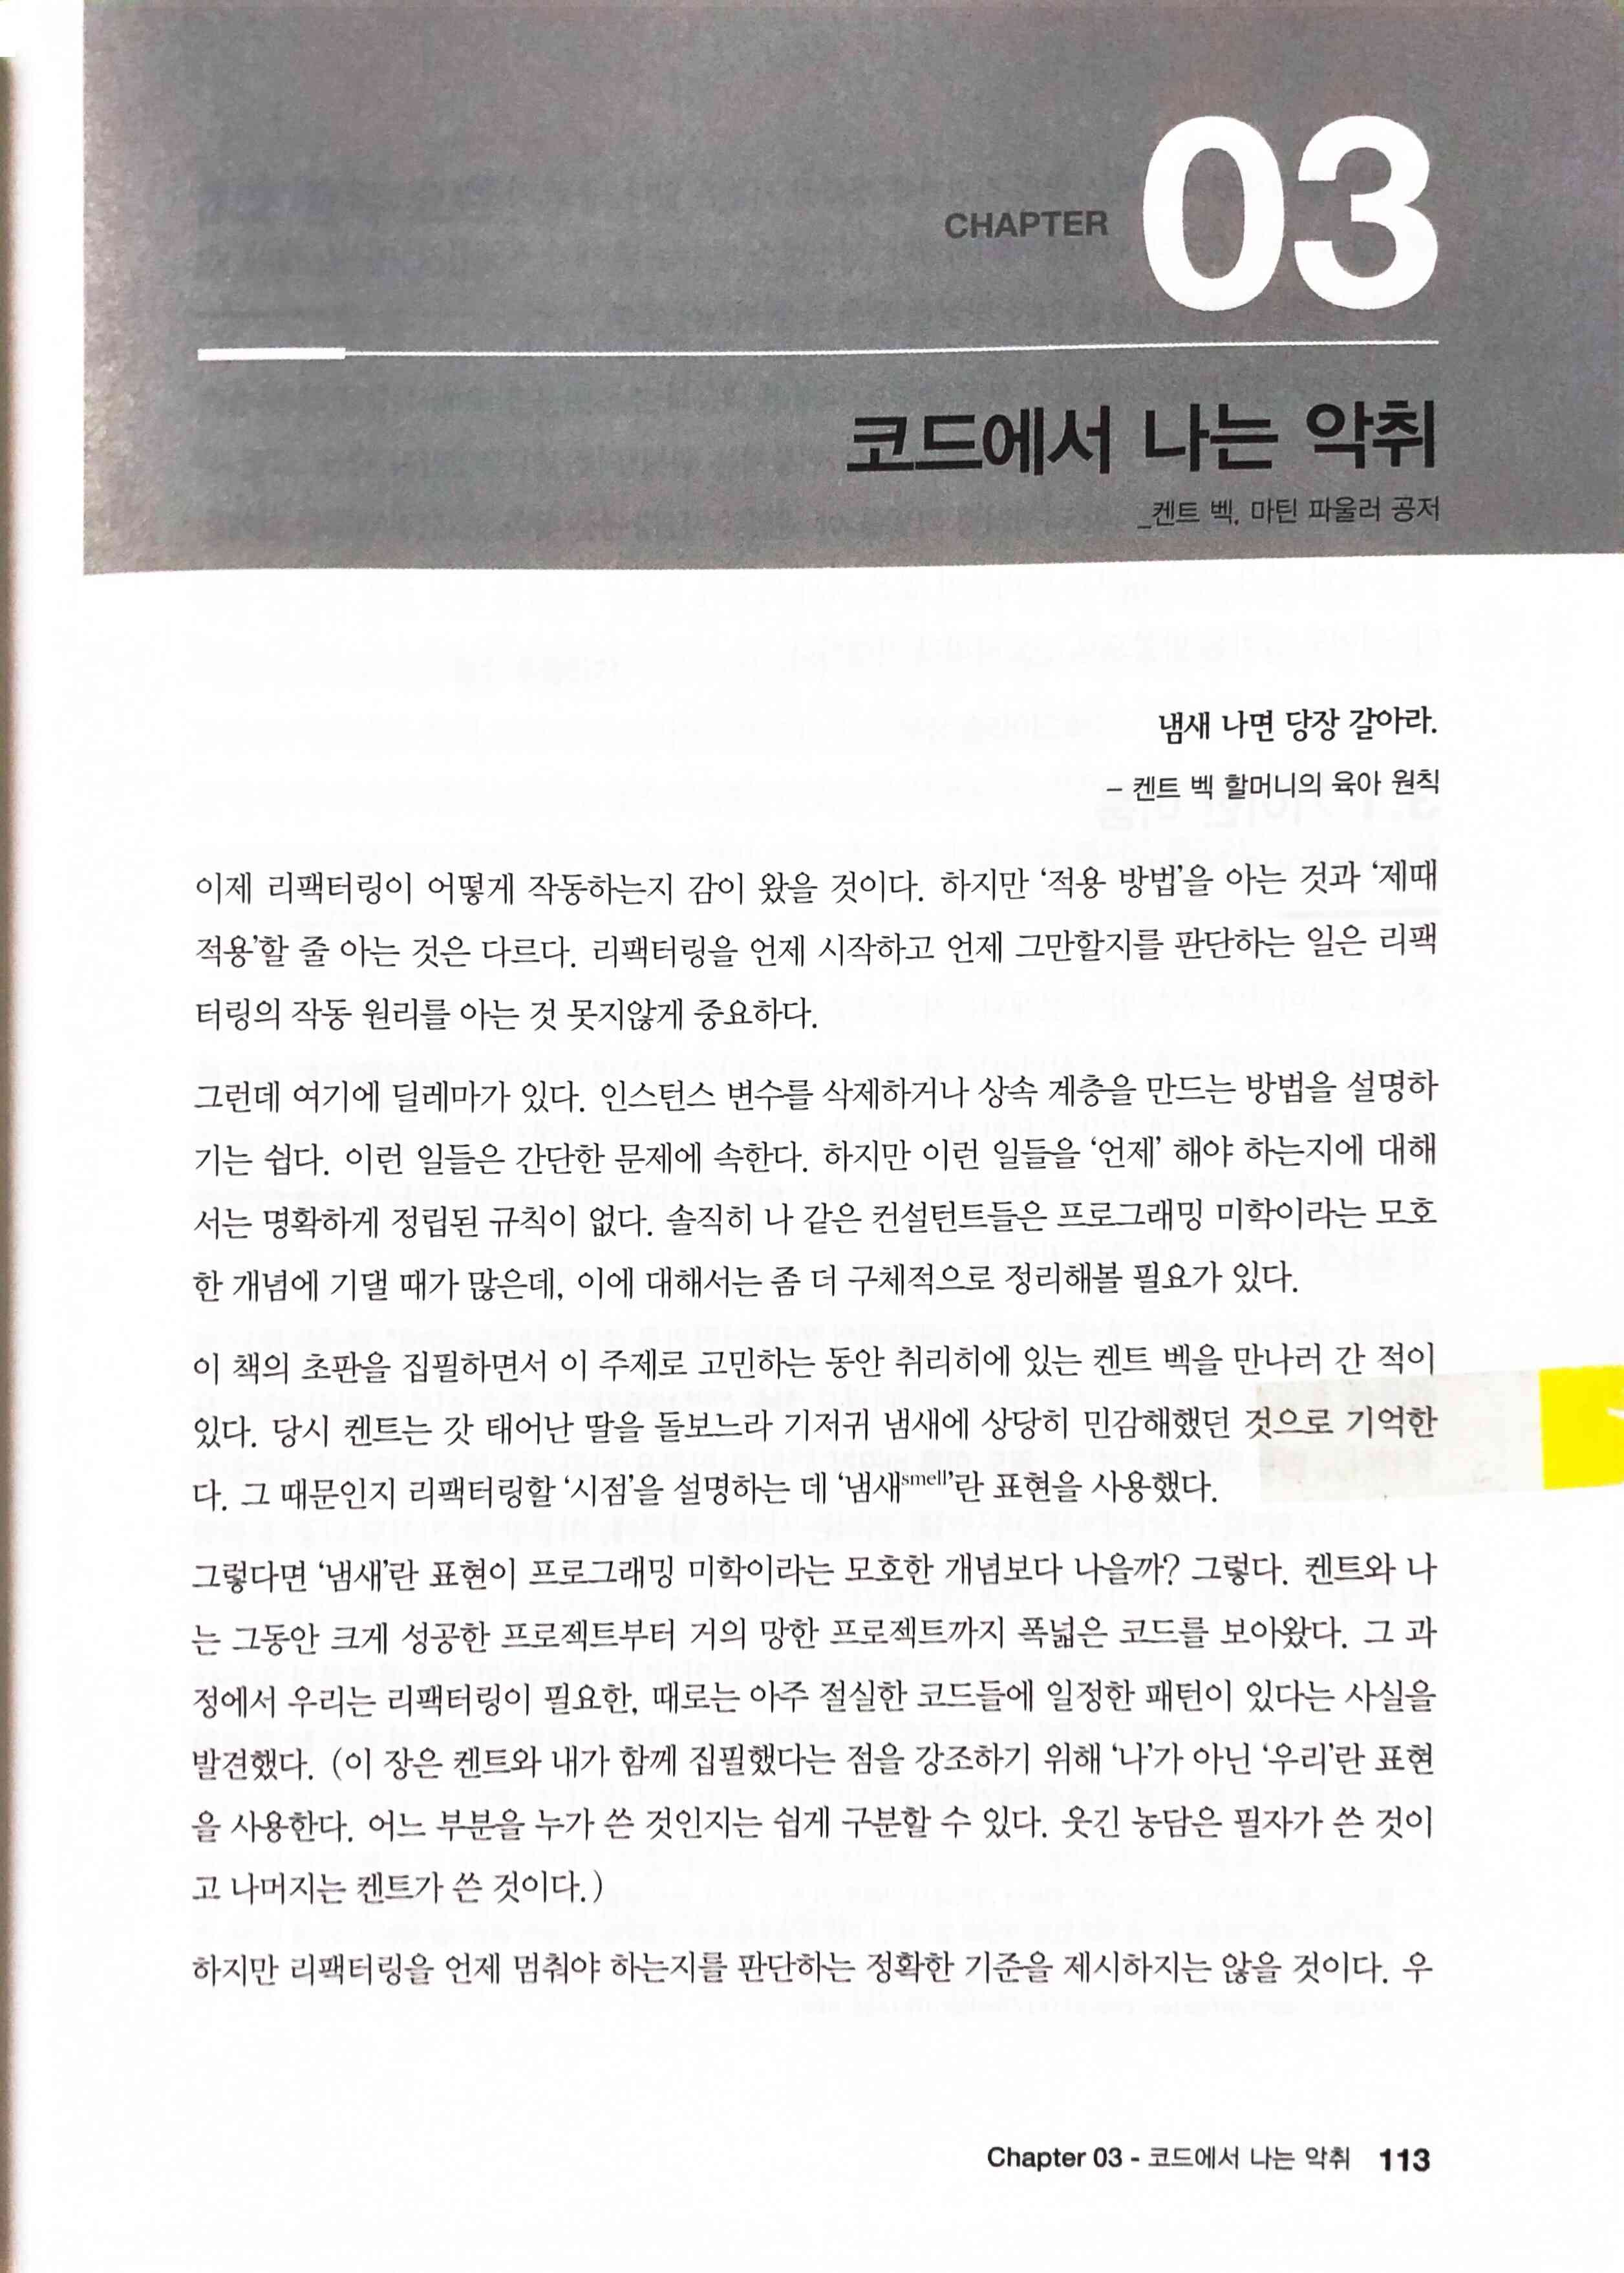 CHAPTER 03
코드에서 나는 악취
_켄트 벡, 마틴 파울러 공저
냄새 나면 당장 갈아라.
– 켄트 벡 할머니의 육아 원칙
이제 리팩터링이 어떻게 작동하는지 감이 왔을 것이다. 하지만 ‘적용 방법’을 아는 것과 ‘제때
적용’할 줄 아는 것은 다르다. 리팩터링을 언제 시작하고 언제 그만할지를 판단하는 일은 리팩
터링의 작동 원리를 아는 것 못지않게 중요하다.
그런데 여기에 딜레마가 있다. 인스턴스 변수를 삭제하거나 상속 계층을 만드는 방법을 설명하
기는 쉽다. 이런 일들은 간단한 문제에 속한다. 하지만 이런 일들을 ‘언제’ 해야 하는지에 대해
서는 명확하게 정립된 규칙이 없다. 솔직히 나 같은 컨설턴트들은 프로그래밍 미학이라는 모호
한 개념에 기댈 때가 많은데, 이에 대해서는 좀 더 구체적으로 정리해볼 필요가 있다.
이 책의 초판을 집필하면서 이 주제로 고민하는 동안 취리히에 있는 켄트 벡을 만나러 간 적이
있다. 당시 켄트는 갓 태어난 딸을 돌보느라 기저귀 냄새에 상당히 민감해했던 것으로 기억한
다. 그 때문인지 리팩터링할 ‘시점’을 설명하는 데 ‘냄새smell’란 표현을 사용했다.
그렇다면 ‘냄새’란 표현이 프로그래밍 미학이라는 모호한 개념보다 나을까? 그렇다. 켄트와 나
는 그동안 크게 성공한 프로젝트부터 거의 망한 프로젝트까지 폭넓은 코드를 보아왔다. 그 과
정에서 우리는 리팩터링이 필요한, 때로는 아주 절실한 코드들에 일정한 패턴이 있다는 사실을
발견했다. (이 장은 켄트와 내가 함께 집필했다는 점을 강조하기 위해 ‘나’가 아닌 ‘우리’란 표현
을 사용한다. 어느 부분을 누가 쓴 것인지는 쉽게 구분할 수 있다. 웃긴 농담은 필자가 쓴 것이
고 나머지는 켄트가 쓴 것이다.)
하지만 리팩터링을 언제 멈춰야 하는지를 판단하는 정확한 기준을 제시하지는 않을 것이다. 우
Chapter 03 - 코드에서 나는 악취 113